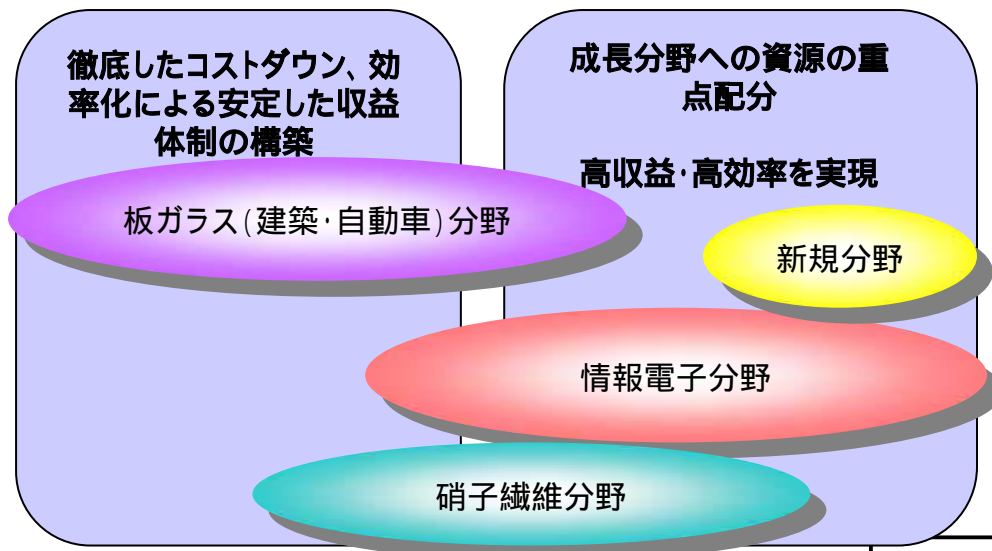 徹底したコストダウン、効
率化による安定した収益
体制の構築
成長分野への資源の重
点配分
高収益・高効率を実現
板ガラス(建築・自動車)分野
新規分野
情報電子分野
硝子繊維分野